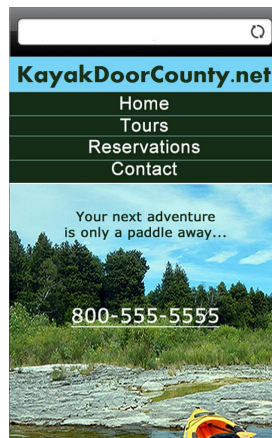 KayakDoorCounty.net
Home
Tours
Reservations
Contact
Your next adventure
is only a paddle away...
800-555-5555